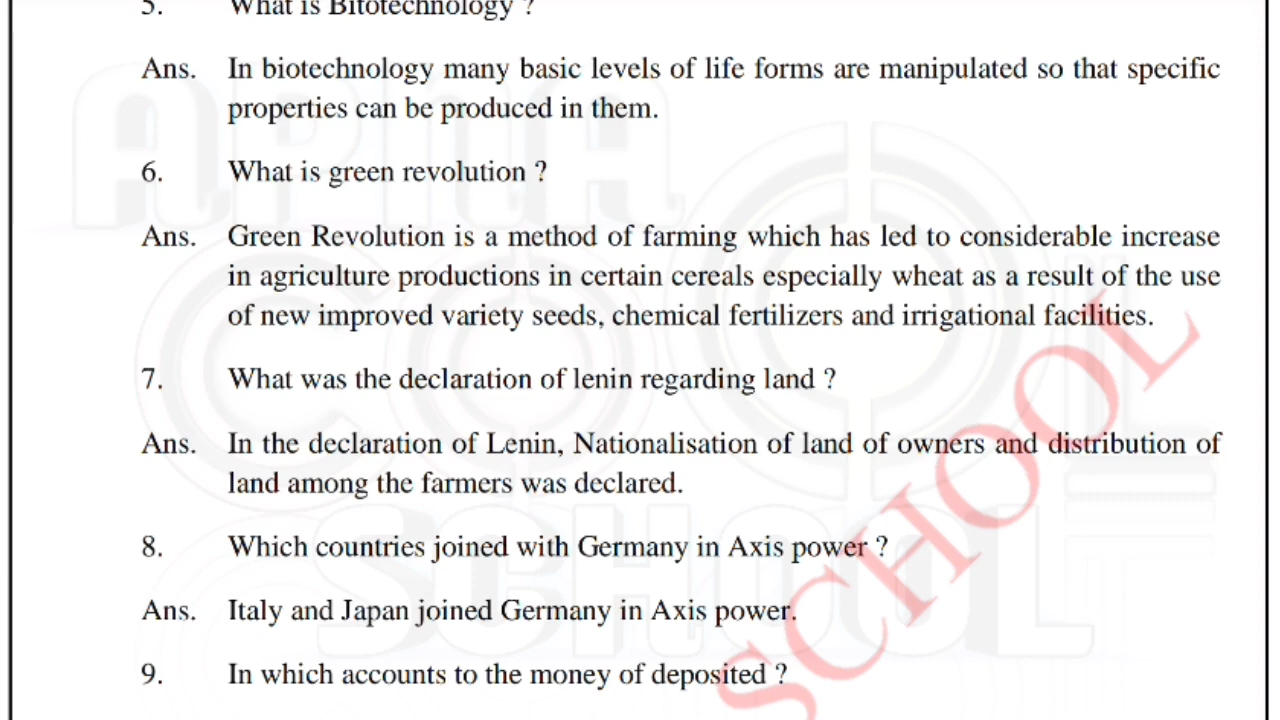 5. What is Bitotechnology ?
Ans. In biotechnology many basic levels of life forms are manipulated so that specific
properties can be produced in them.
6. What is green revolution ?
Ans. Green Revolution is a method of farming which has led to considerable increase
in agriculture productions in certain cereals especially wheat as a result of the use
of new improved variety seeds, chemical fertilizers and irrigational facilities.
7. What was the declaration of lenin regarding land ?
Ans. In the declaration of Lenin, Nationalisation of land of owners and distribution of
land among the farmers was declared.
8. Which countries joined with Germany in Axis power ?
Ans. Italy and Japan joined Germany in Axis power.
9. In which accounts to the money of deposited ?
APNA
SCHOOL
SCHOOL